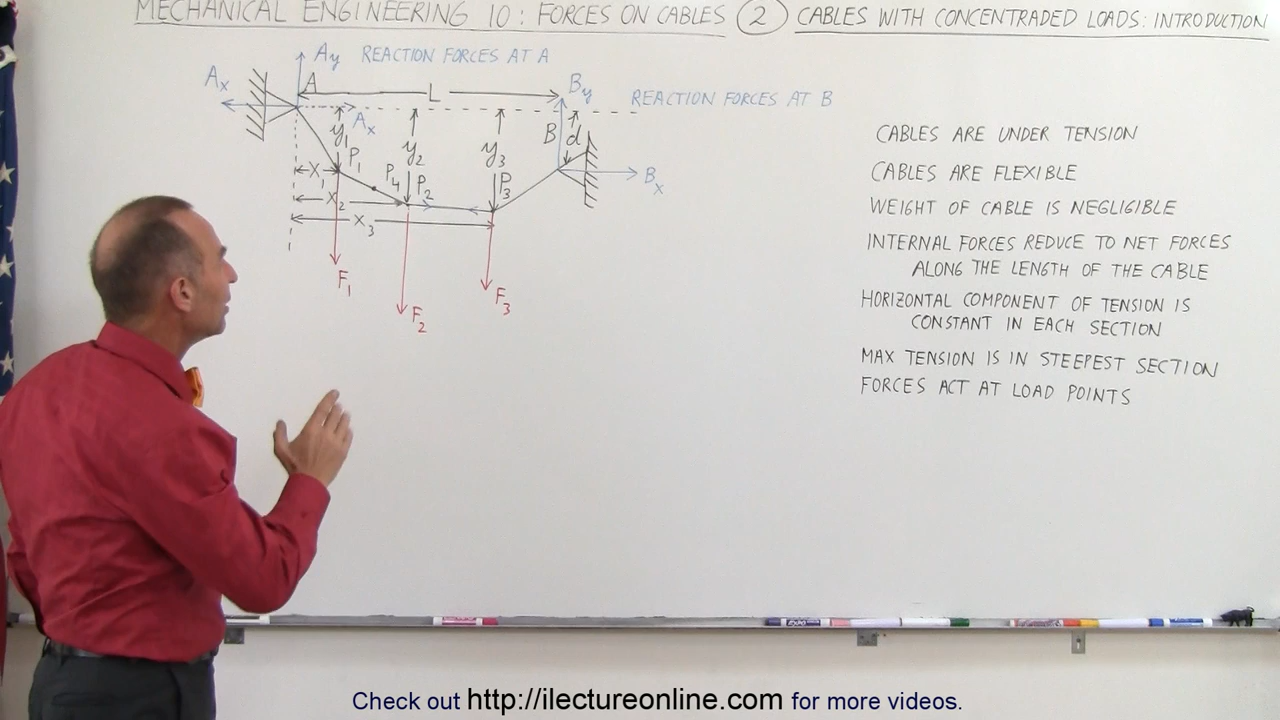 MECHANICAL ENGINEERING 10: FORCES ON CABLES 2 CABLES WITH CONCENTRADED LOADS: INTRODUCTION
Ay REACTION FORCES AT A
Ax
A
L
By
REACTION FORCES AT B
Ax
B
d
Bx
y1
y2
y3
P1
P4
P2
P3
X1
X2
X3
F1
F2
F3
CABLES ARE UNDER TENSION
CABLES ARE FLEXIBLE
WEIGHT OF CABLE IS NEGLIGIBLE
INTERNAL FORCES REDUCE TO NET FORCES
ALONG THE LENGTH OF THE CABLE
HORIZONTAL COMPONENT OF TENSION IS
CONSTANT IN EACH SECTION
MAX TENSION IS IN STEEPEST SECTION
FORCES ACT AT LOAD POINTS
Check out http://ilectureonline.com for more videos.